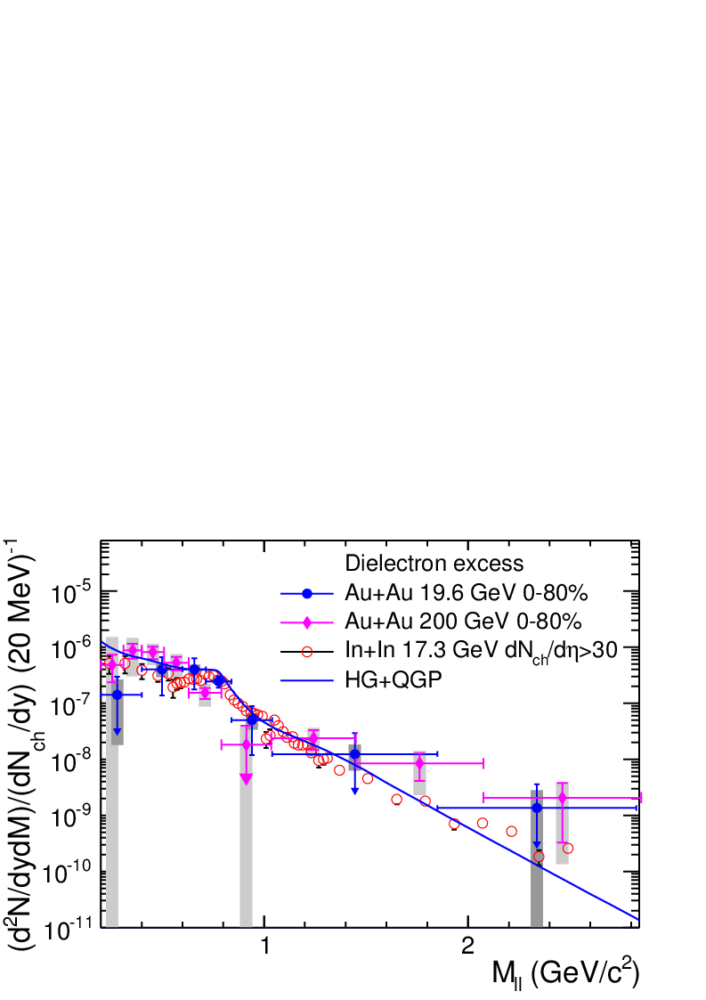 (d²N/dydM)/(dN_ch/dy) (20 MeV)⁻¹
Dielectron excess
Au+Au 19.6 GeV 0-80%
Au+Au 200 GeV 0-80%
In+In 17.3 GeV dN_ch/dη>30
HG+QGP
10⁻⁵
10⁻⁶
10⁻⁷
10⁻⁸
10⁻⁹
10⁻¹⁰
10⁻¹¹
1 2
M_ll (GeV/c²)